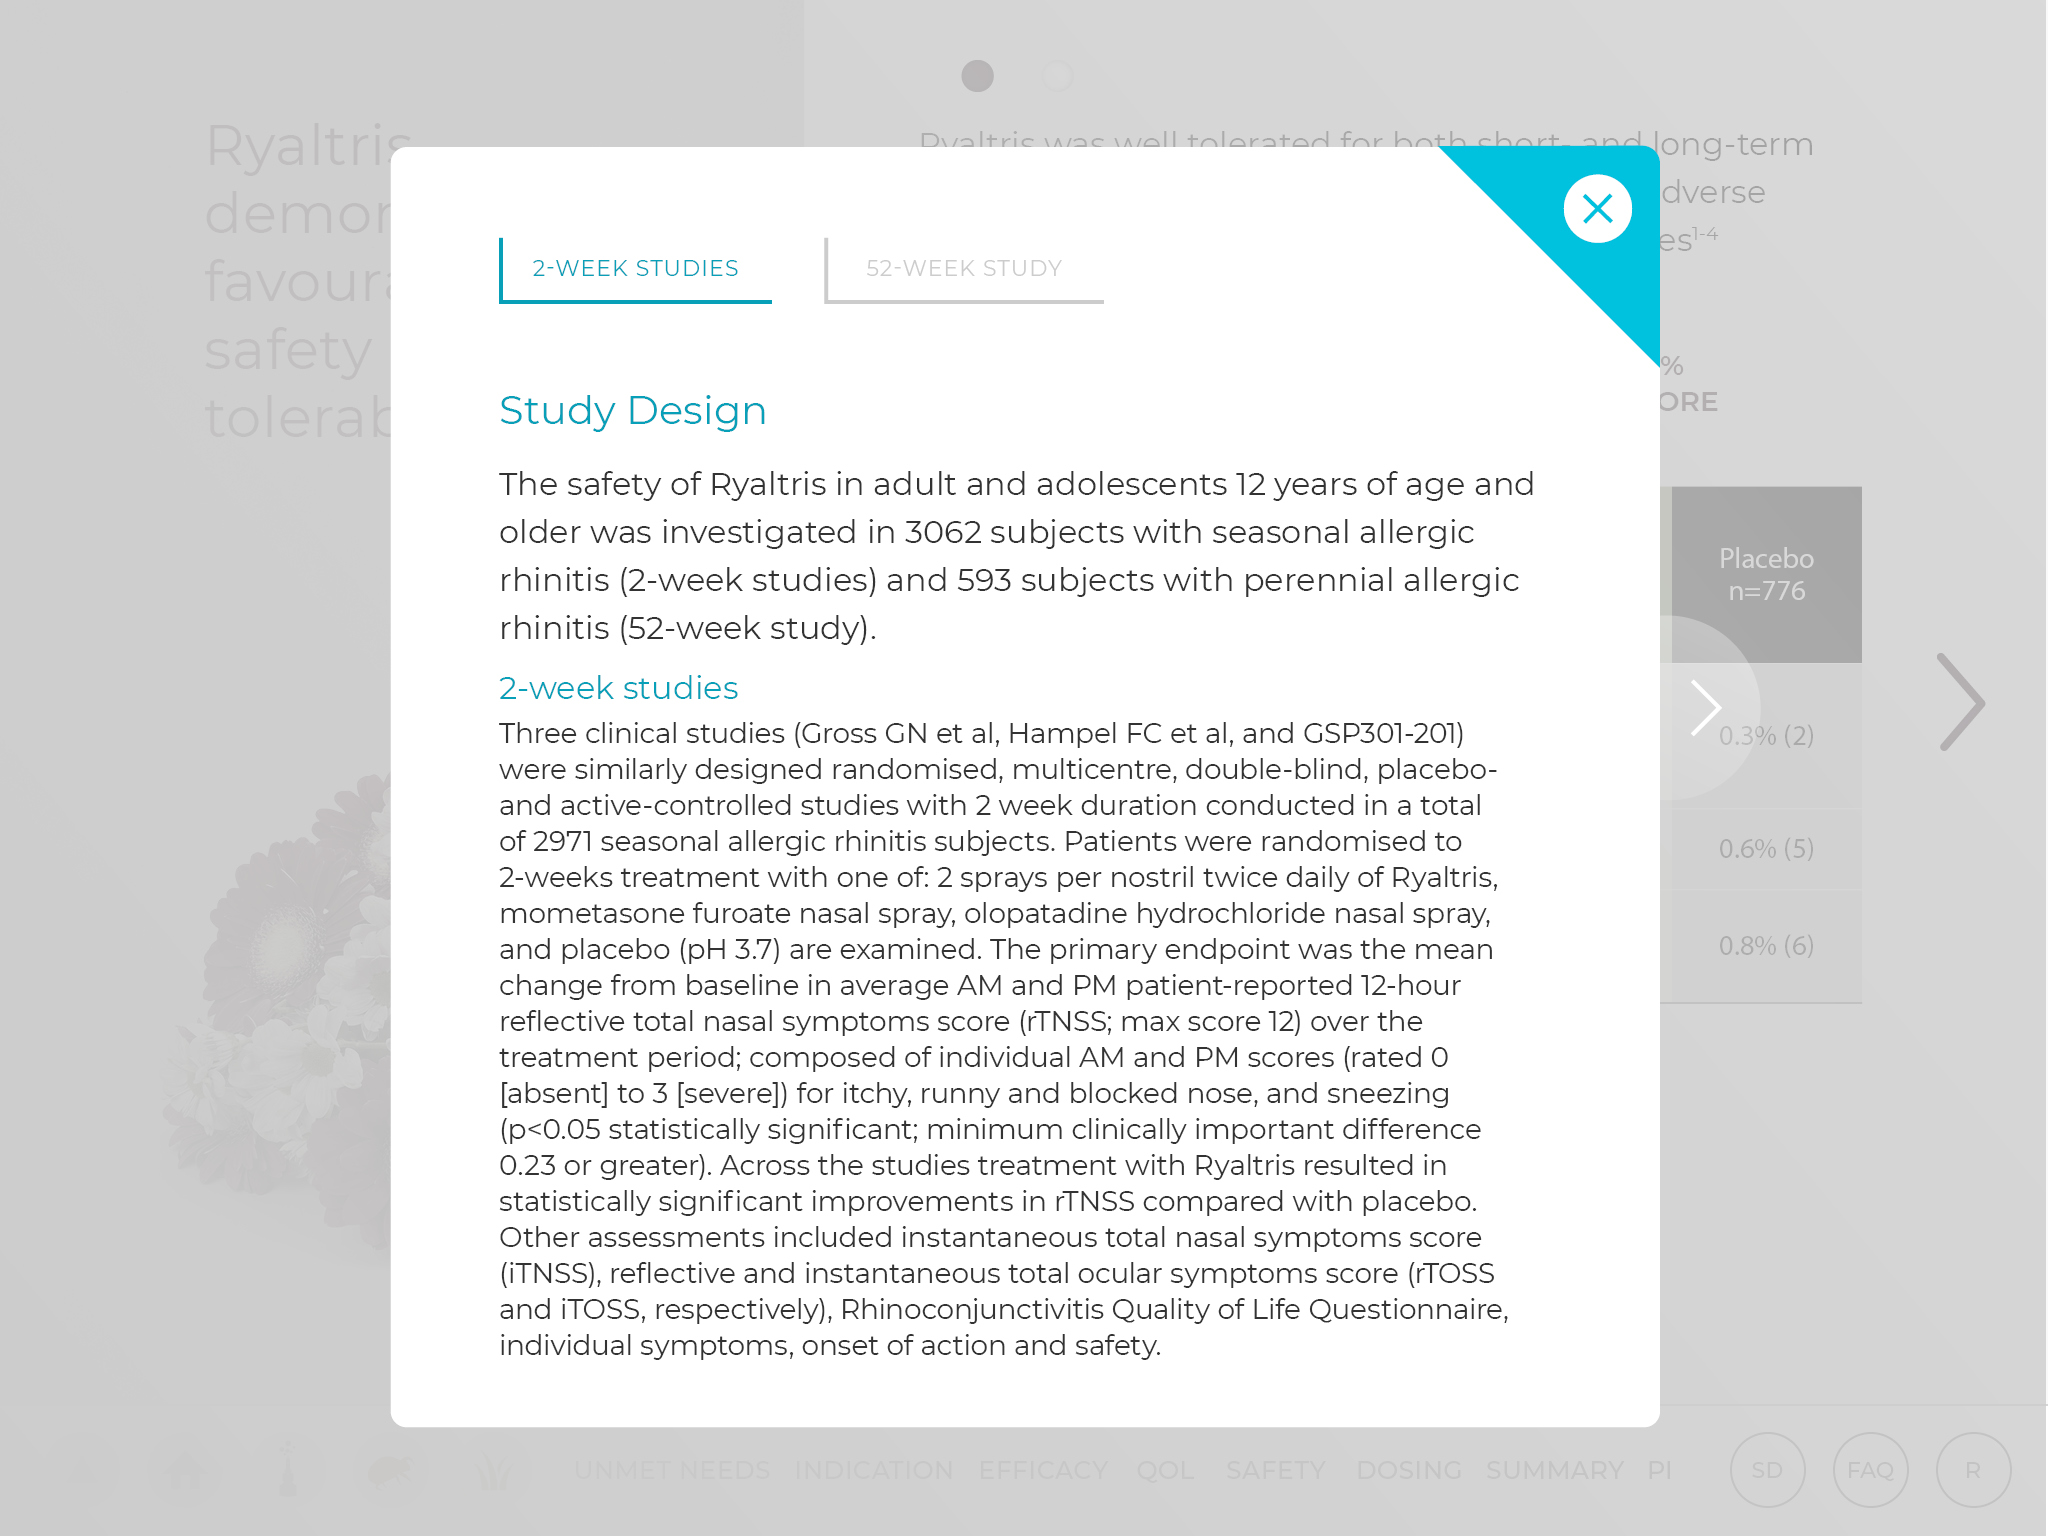 Ryaltris
favour
safety
Ryaltris was well tolerated for both short- and long-term
1-4
%
2-WEEK STUDIES
52-WEEK STUDY
Study Design
The safety of Ryaltris in adult and adolescents 12 years of age and
older was investigated in 3062 subjects with seasonal allergic
rhinitis (2-week studies) and 593 subjects with perennial allergic
rhinitis (52-week study).
2-week studies
Three clinical studies (Gross GN et al, Hampel FC et al, and GSP301-201)
were similarly designed randomised, multicentre, double-blind, placebo-
and active-controlled studies with 2 week duration conducted in a total
of 2971 seasonal allergic rhinitis subjects. Patients were randomised to
2-weeks treatment with one of: 2 sprays per nostril twice daily of Ryaltris,
mometasone furoate nasal spray, olopatadine hydrochloride nasal spray,
and placebo (pH 3.7) are examined. The primary endpoint was the mean
change from baseline in average AM and PM patient-reported 12-hour
reflective total nasal symptoms score (rTNSS; max score 12) over the
treatment period; composed of individual AM and PM scores (rated 0
[absent] to 3 [severe]) for itchy, runny and blocked nose, and sneezing
(p<0.05 statistically significant; minimum clinically important difference
0.23 or greater). Across the studies treatment with Ryaltris resulted in
statistically significant improvements in rTNSS compared with placebo.
Other assessments included instantaneous total nasal symptoms score
(iTNSS), reflective and instantaneous total ocular symptoms score (rTOSS
and iTOSS, respectively), Rhinoconjunctivitis Quality of Life Questionnaire,
individual symptoms, onset of action and safety.
Placebo
n=776
0.3% (2)
0.6% (5)
0.8% (6)
UNMET NEEDS INDICATION EFFICACY QOL SAFETY DOSING SUMMARY PI SD FAQ R